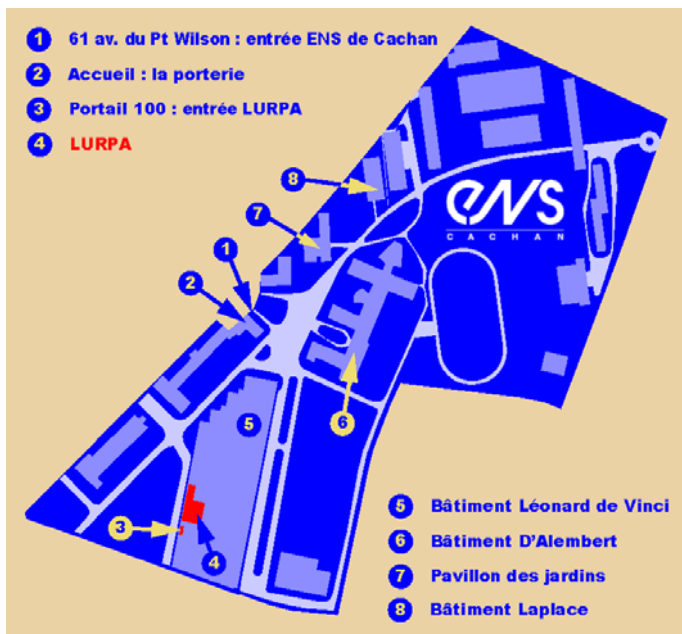 1 61 av. du Pt Wilson : entrée ENS de Cachan
2 Accueil : la porterie
3 Portail 100 : entrée LURPA
4 LURPA
8
ENS
CACHAN
7
1
2
5
6
3
4
5 Bâtiment Léonard de Vinci
6 Bâtiment D'Alembert
7 Pavillon des jardins
8 Bâtiment Laplace